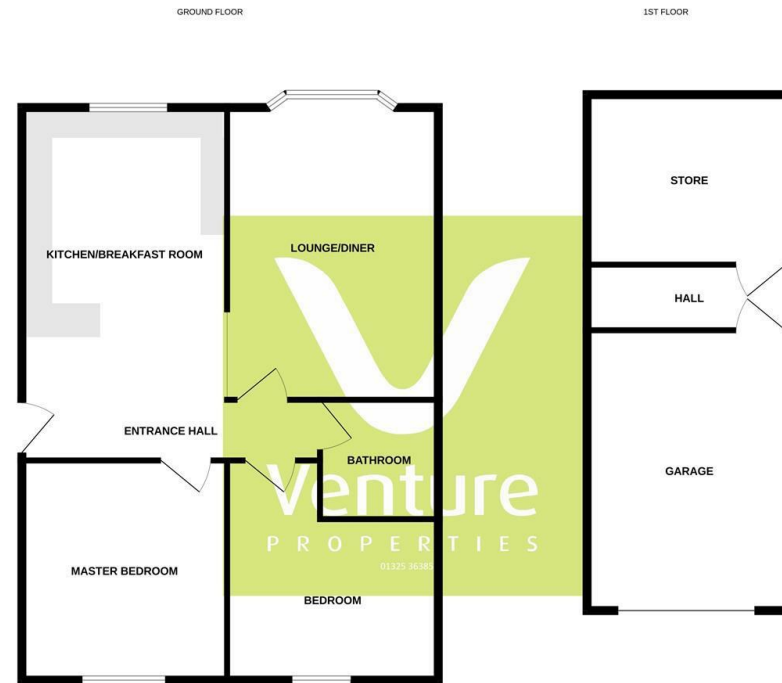 GROUND FLOOR
1ST FLOOR
KITCHEN/BREAKFAST ROOM
LOUNGE/DINER
STORE
HALL
ENTRANCE HALL
BATHROOM
GARAGE
Venture
PROPERTIES
01325 36385
MASTER BEDROOM
BEDROOM